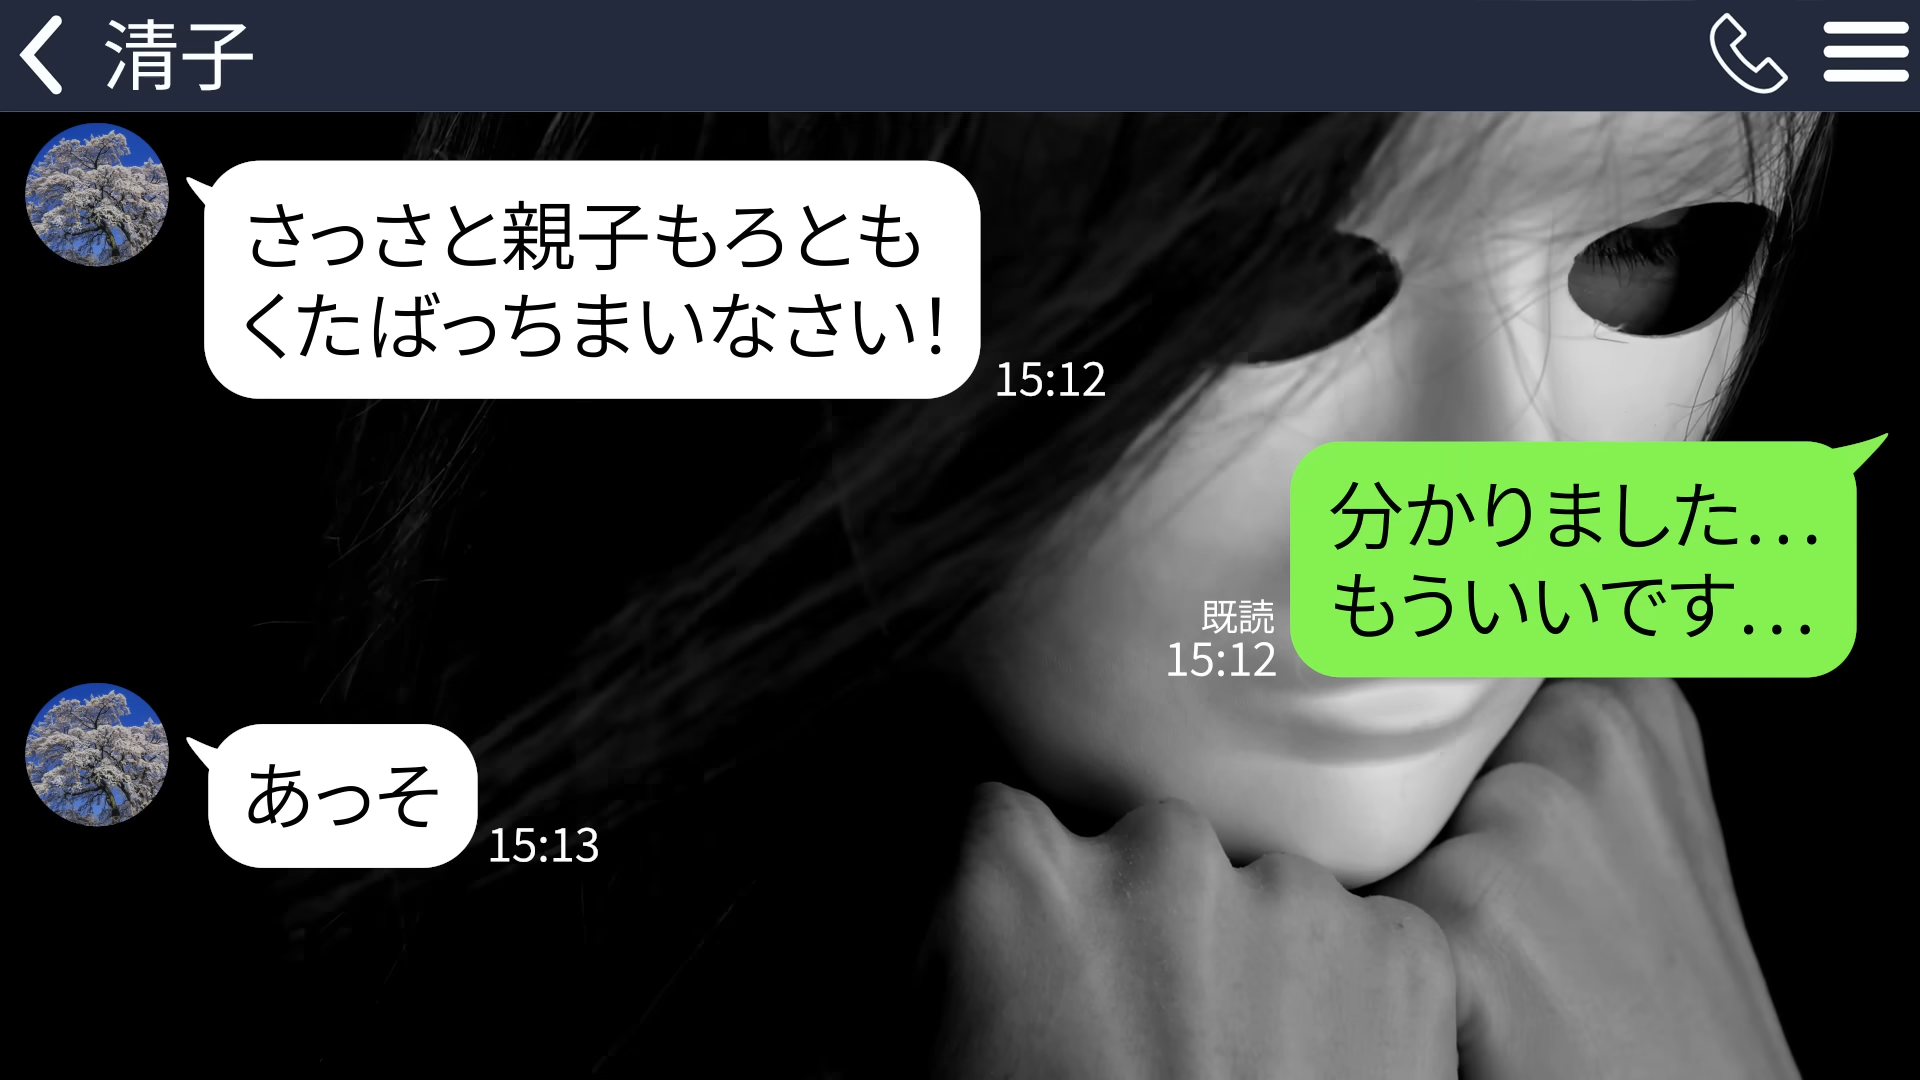 清子
さっさと親子もろとも
くたばっちまいなさい!
15:12
分かりました…
もういいです…
既読
15:12
あっそ
15:13